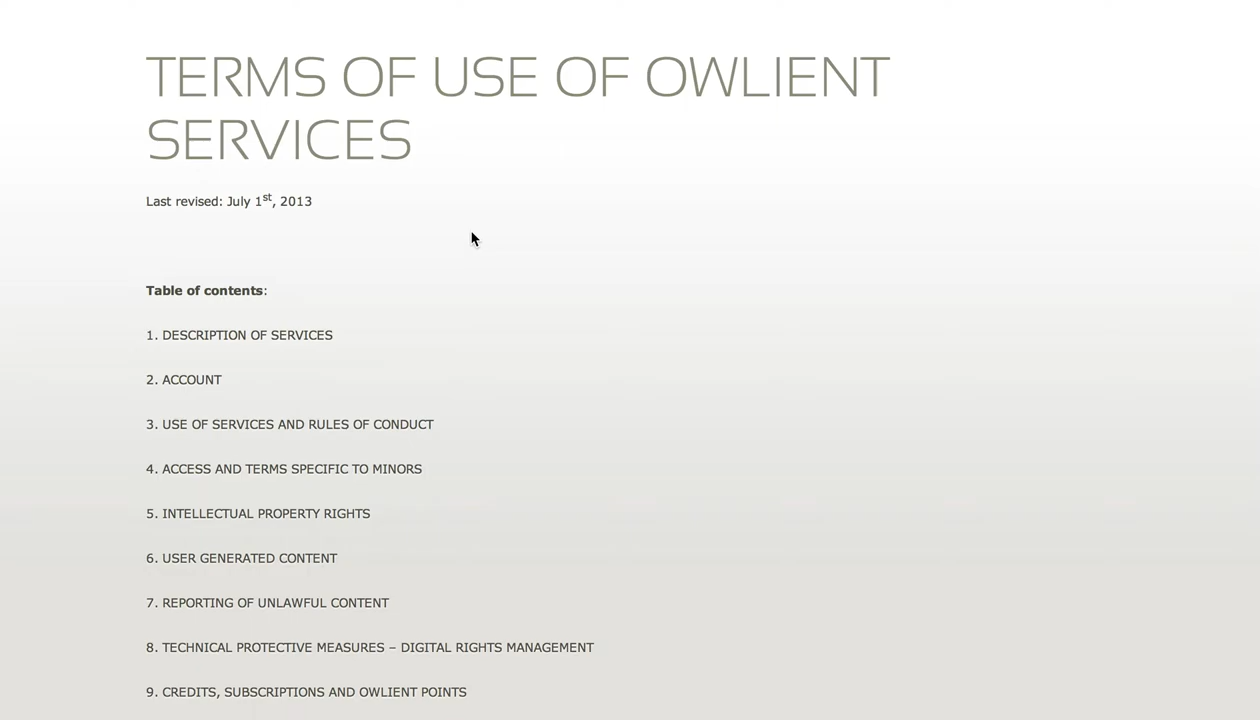 TERMS OF USE OF OWLIENT
SERVICES
Last revised: July 1st, 2013
Table of contents:
1. DESCRIPTION OF SERVICES
2. ACCOUNT
3. USE OF SERVICES AND RULES OF CONDUCT
4. ACCESS AND TERMS SPECIFIC TO MINORS
5. INTELLECTUAL PROPERTY RIGHTS
6. USER GENERATED CONTENT
7. REPORTING OF UNLAWFUL CONTENT
8. TECHNICAL PROTECTIVE MEASURES – DIGITAL RIGHTS MANAGEMENT
9. CREDITS, SUBSCRIPTIONS AND OWLIENT POINTS